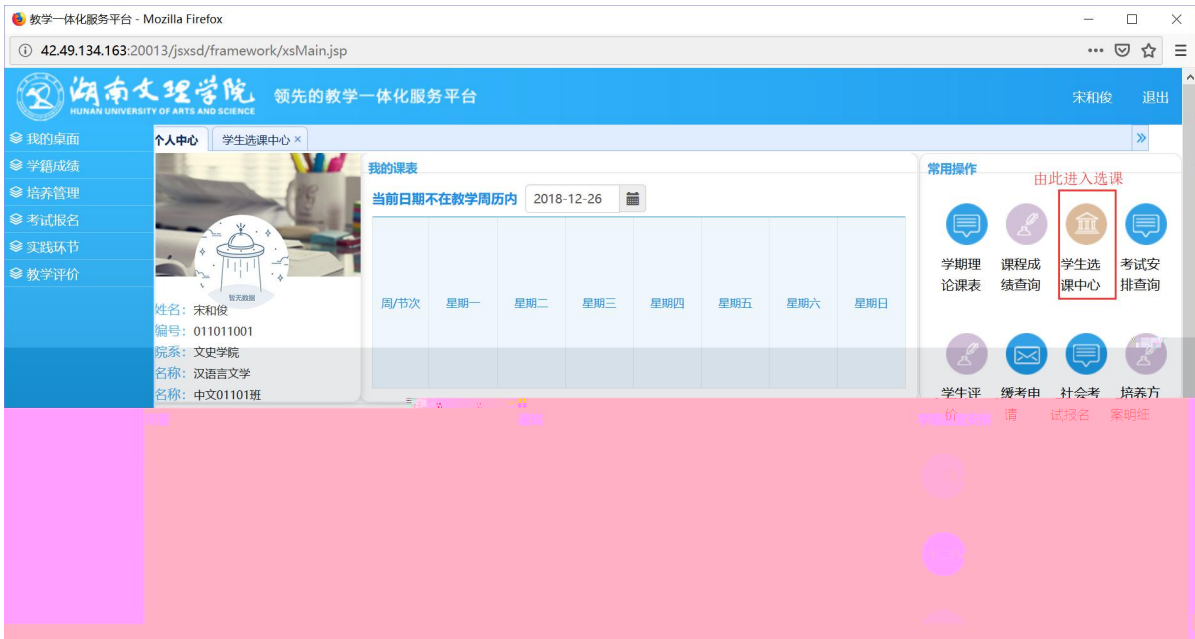 教学一体化服务平台 - Mozilla Firefox
42.49.134.163:20013/jsxsd/framework/xsMain.jsp
湖南文理学院
HUNAN UNIVERSITY OF ARTS AND SCIENCE
领先的教学一体化服务平台
宋和俊 退出
我的桌面
学籍成绩
培养管理
考试报名
实践环节
教学评价
个人中心 学生选课中心 ×
暂无数据
姓名：宋和俊
编号：011011001
院系：文史学院
名称：汉语言文学
名称：中文01101班
我的课表
当前日期不在教学周历内 2018-12-26
周/节次 星期一 星期二 星期三 星期四 星期五 星期六 星期日
常用操作
由此进入选课
学期理论课表
课程成绩查询
学生选课中心
考试安排查询
学生评价
缓考申请
社会考试报名
培养方案明细